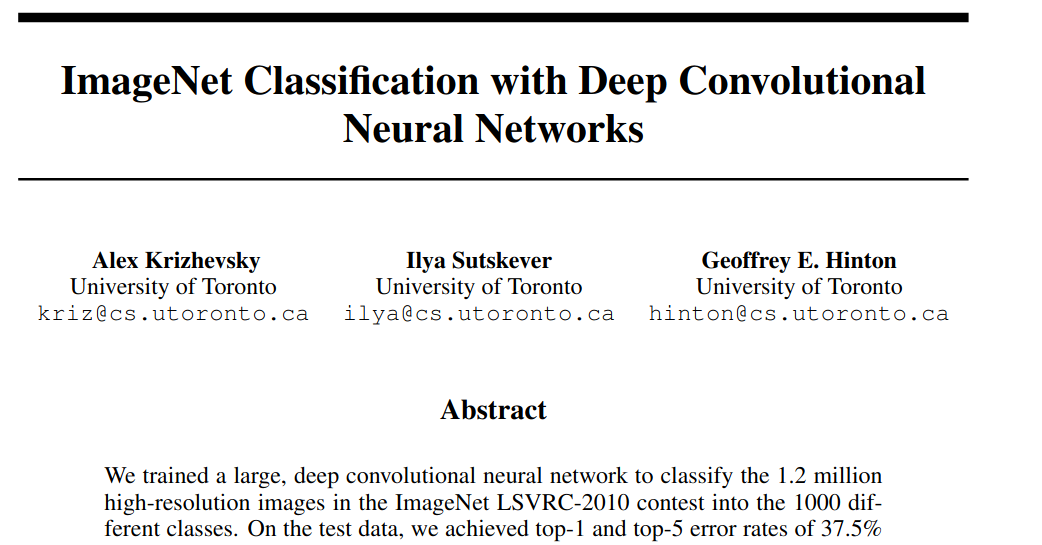 ImageNet Classification with Deep Convolutional
Neural Networks
Alex Krizhevsky
University of Toronto
kriz@cs.utoronto.ca
Ilya Sutskever
University of Toronto
ilya@cs.utoronto.ca
Geoffrey E. Hinton
University of Toronto
hinton@cs.utoronto.ca
Abstract
We trained a large, deep convolutional neural network to classify the 1.2 million
high-resolution images in the ImageNet LSVRC-2010 contest into the 1000 dif-
ferent classes. On the test data, we achieved top-1 and top-5 error rates of 37.5%